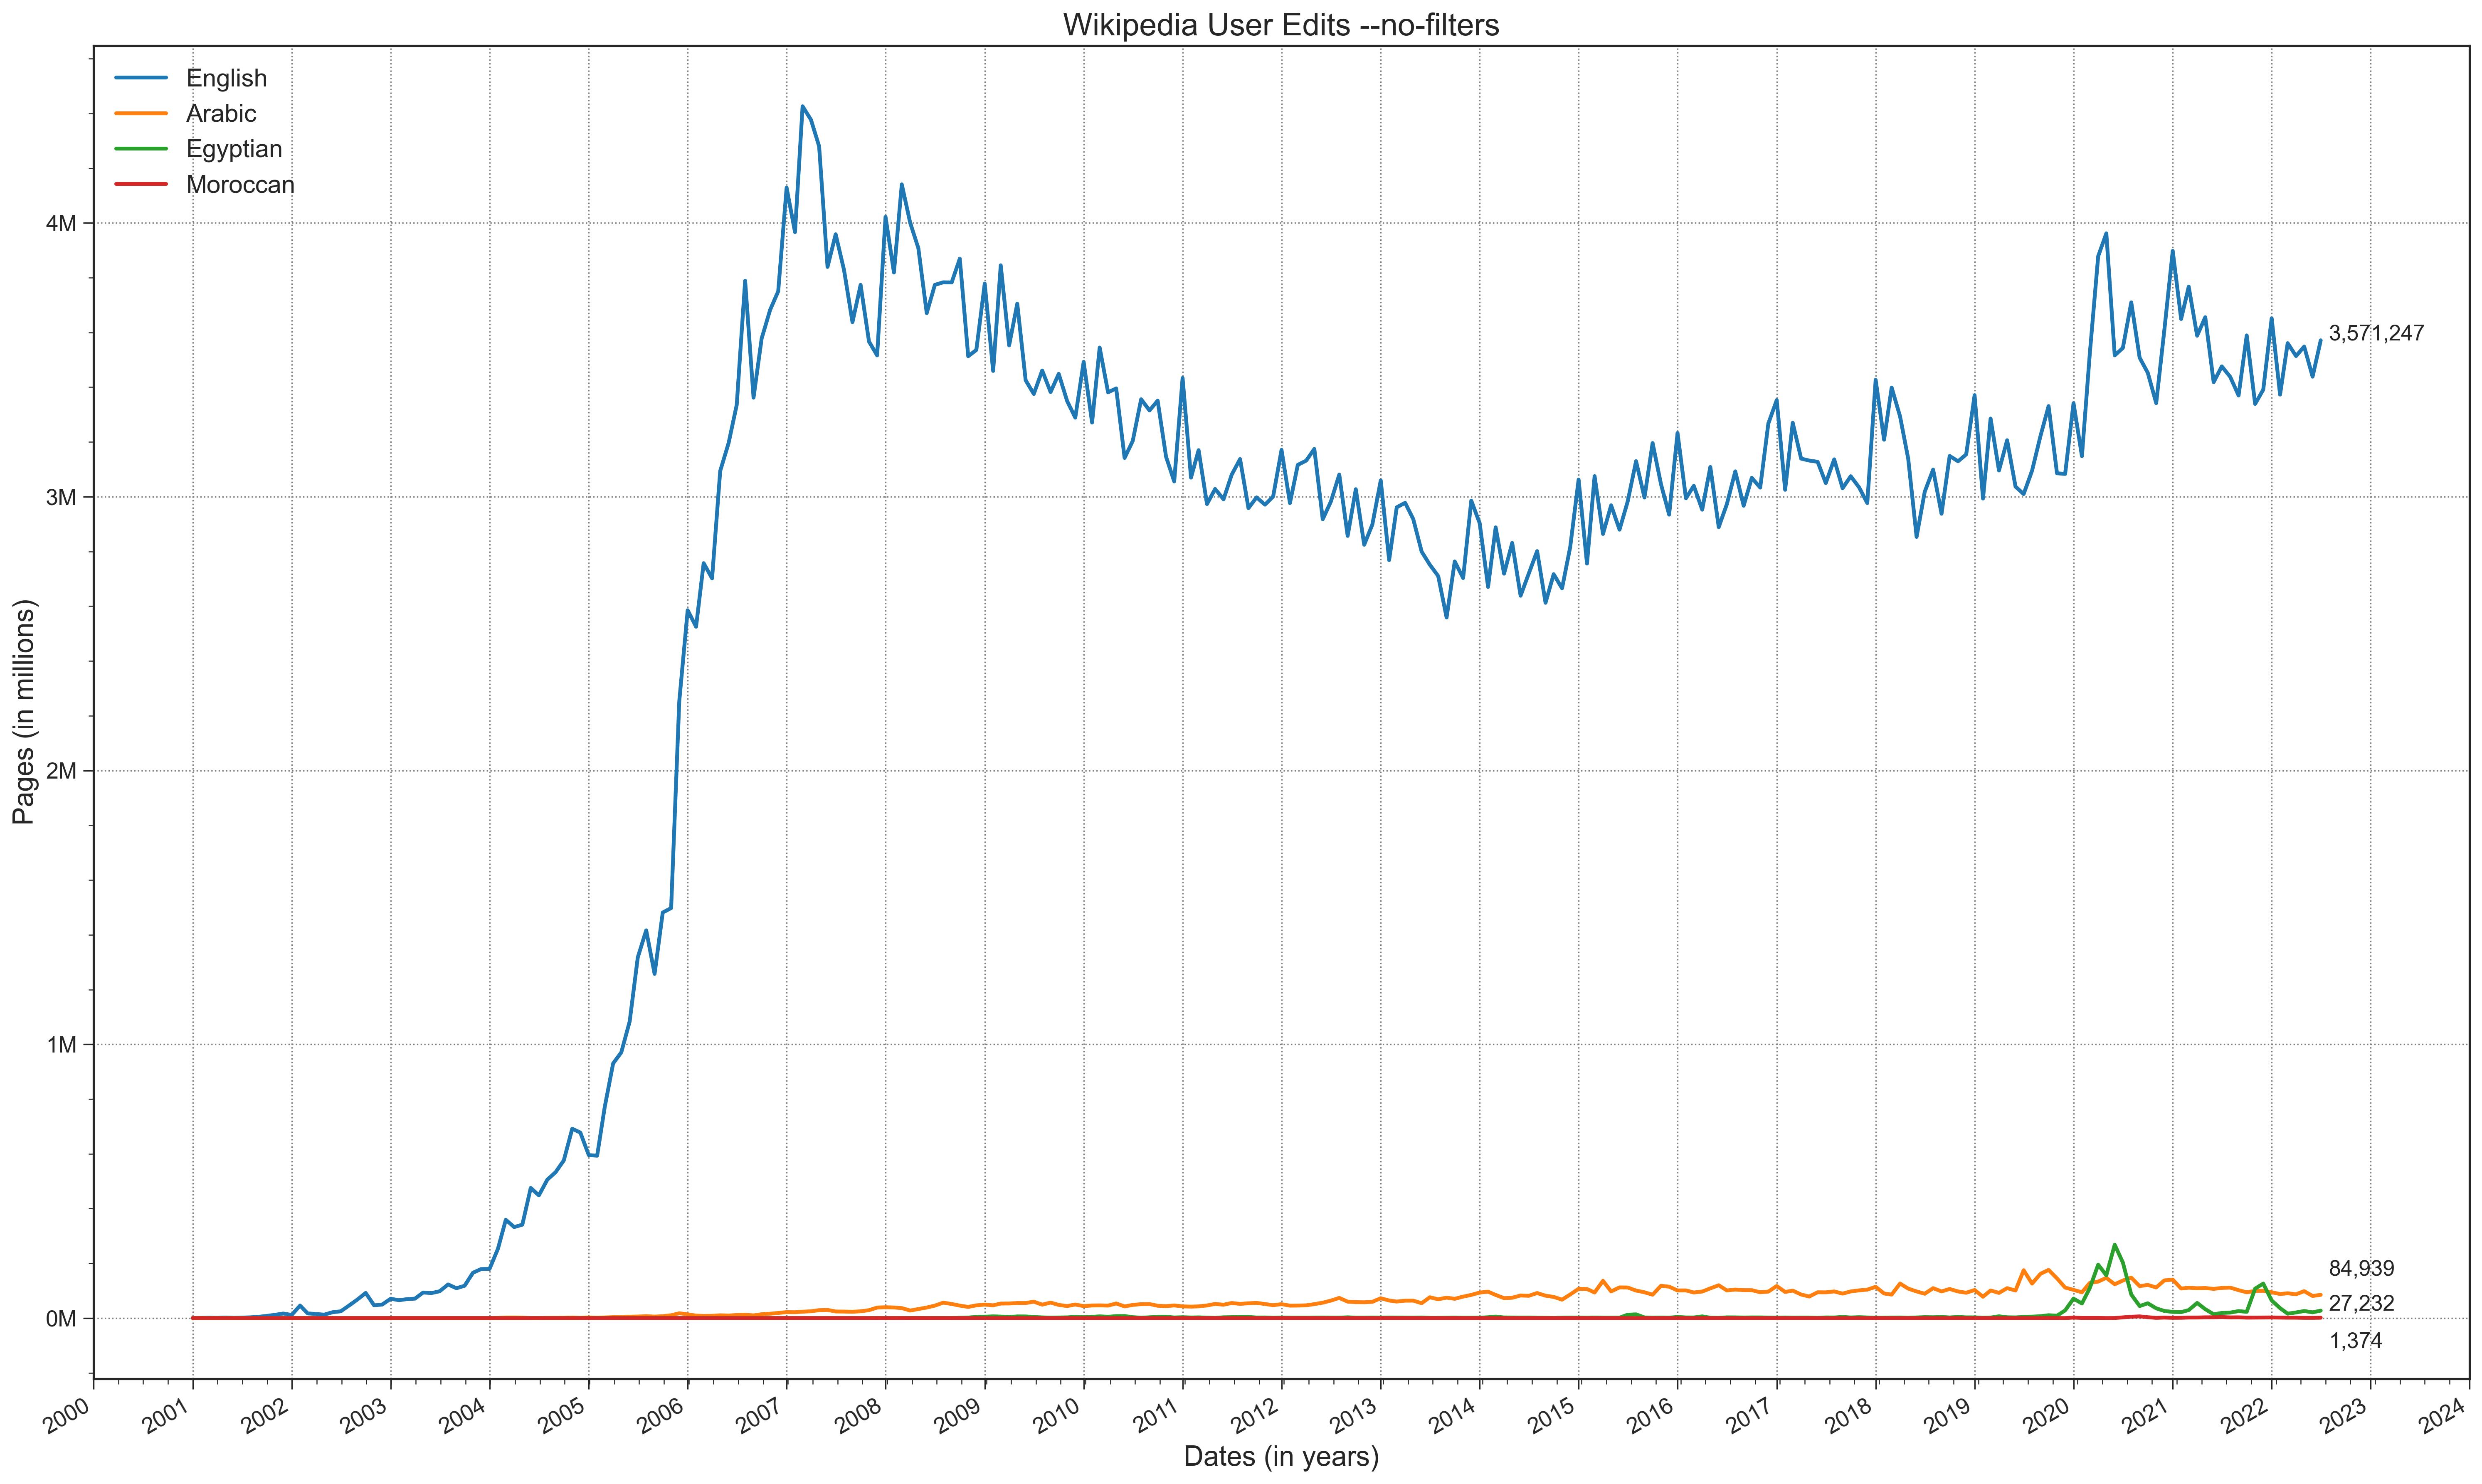 Wikipedia User Edits --no-filters
English
Arabic
Egyptian
Moroccan
4M
3M
2M
1M
0M
Pages (in millions)
3,571,247
84,939
27,232
1,374
2000
2001
2002
2003
2004
2005
2006
2007
2008
2009
2010
2011
2012
2013
2014
2015
2016
2017
2018
2019
2020
2021
2022
2023
2024
Dates (in years)